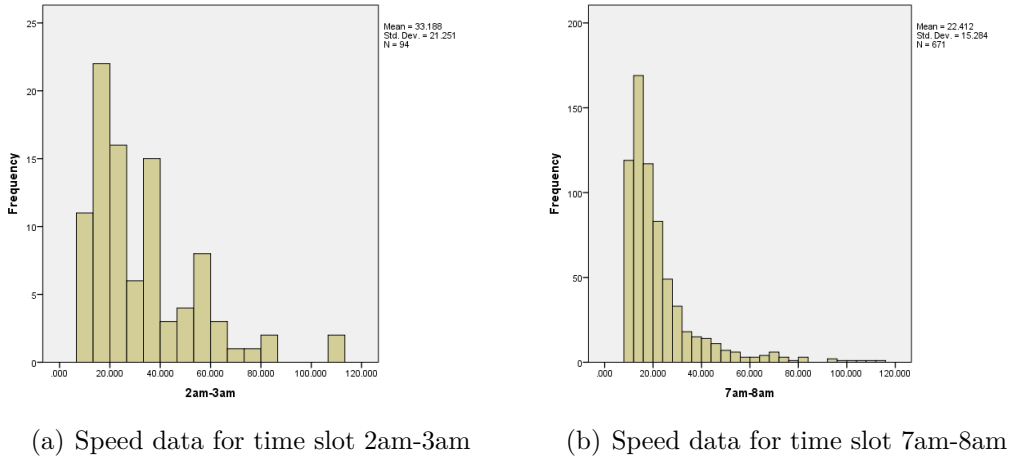 25
20
15
10
5
0
Frequency
.000 20.000 40.000 60.000 80.000 100.000 120.000
2am-3am
Mean = 33.188
Std. Dev. = 21.251
N = 94
(a) Speed data for time slot 2am-3am
200
150
100
50
0
Frequency
.000 20.000 40.000 60.000 80.000 100.000 120.000
7am-8am
Mean = 22.412
Std. Dev. = 15.284
N = 671
(b) Speed data for time slot 7am-8am